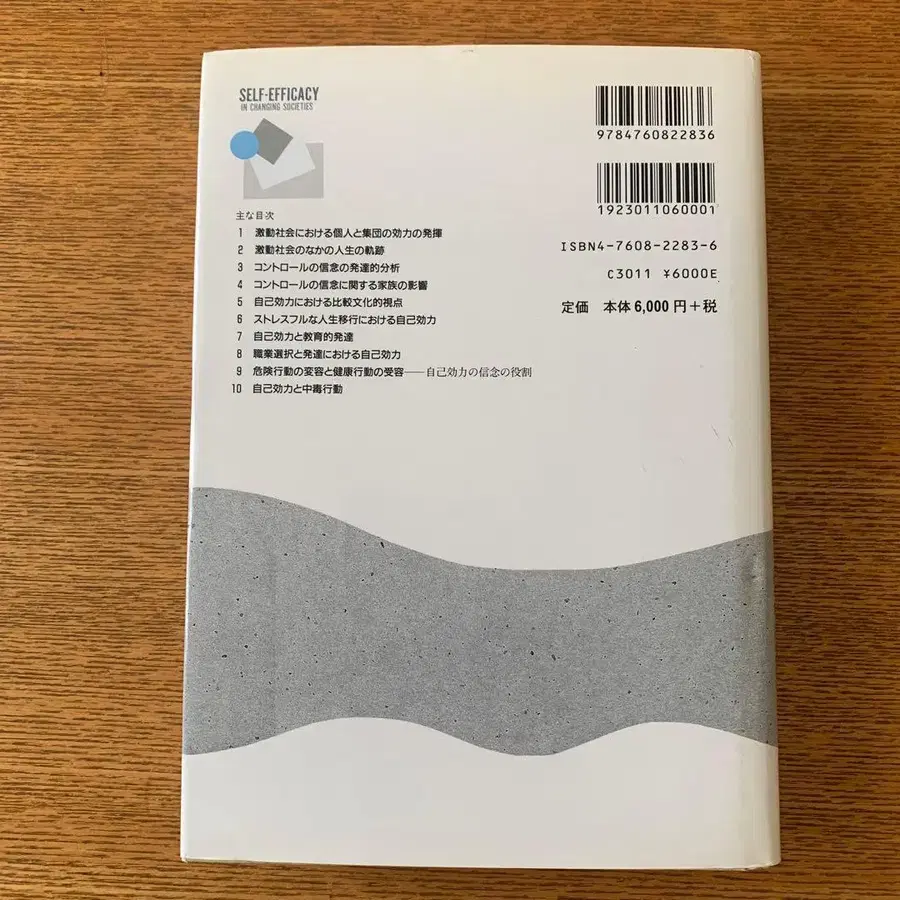 SELF-EFFICACY
IN CHANGING SOCIETIES
主な目次
1 激動社会における個人と集団の効力の発揮
2 激動社会のなかの人生の軌跡
3 コントロールの信念の発達的分析
4 コントロールの信念に関する家族の影響
5 自己効力における比較文化的視点
6 ストレスフルな人生移行における自己効力
7 自己効力と教育的発達
8 職業選択と発達における自己効力
9 危険行動の変容と健康行動の受容——自己効力の信念の役割
10 自己効力と中毒行動
9784760822836
1923011060001
ISBN4-7608-2283-6
C3011 ¥6000E
定価 本体6,000円+税